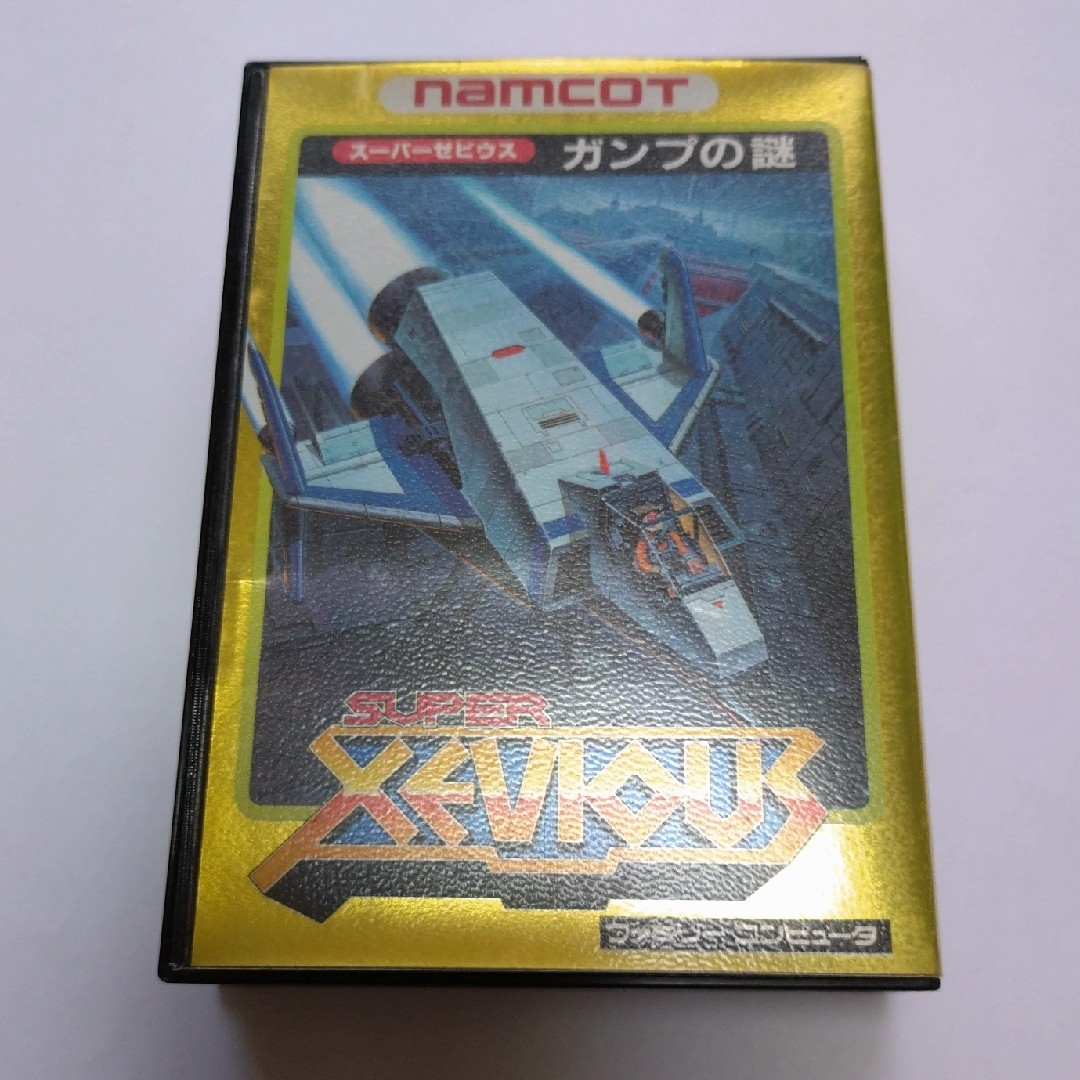 namcoT
スーパーゼビウス ガンプの謎
SUPER
XEVIOUS
ファミリー コンピュータ